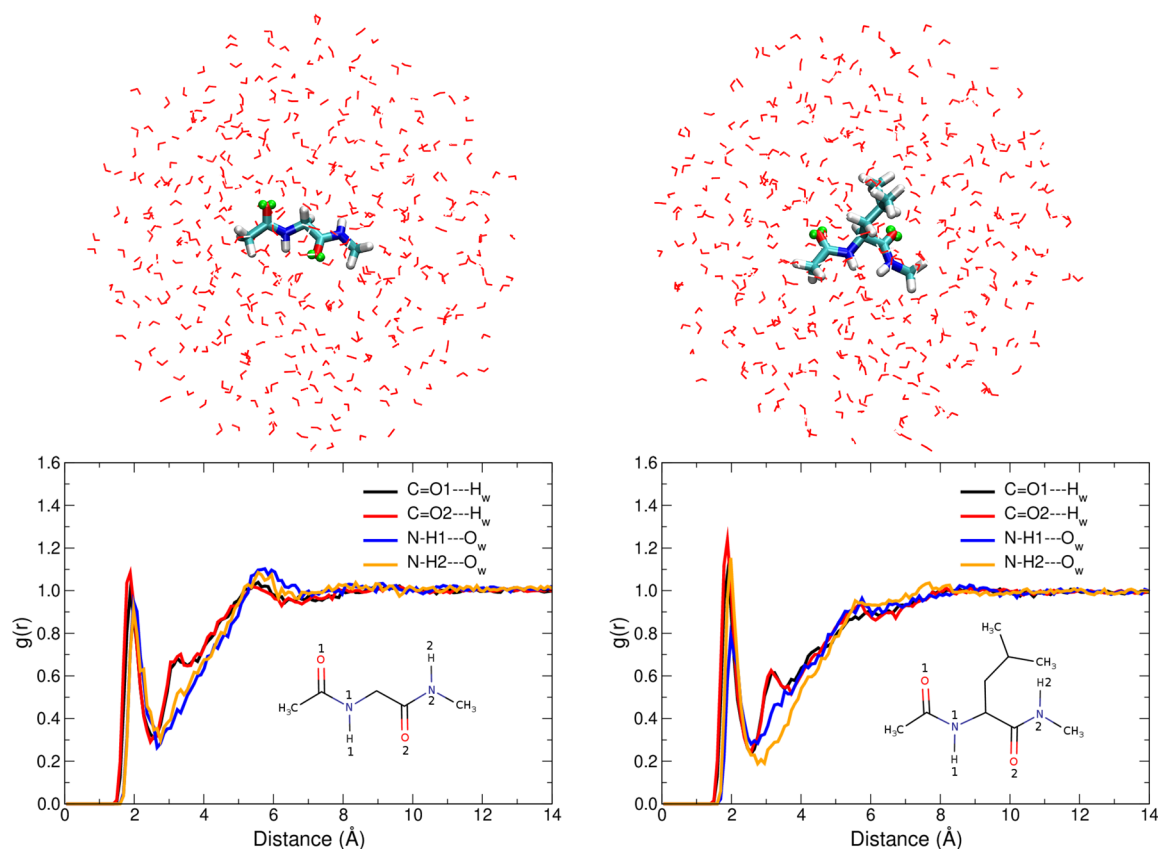 1.6
1.4
1.2
1.0
0.8
0.6
0.4
0.2
0.0
g(r)
C=O1---Hw
C=O2---Hw
N-H1---Ow
N-H2---Ow
1
O
H₃C
N
1
H
1
O
2
2
H
N
2
CH₃
0 2 4 6 8 10 12 14
Distance (Å)
1.6
1.4
1.2
1.0
0.8
0.6
0.4
0.2
0.0
g(r)
C=O1---Hw
C=O2---Hw
N-H1---Ow
N-H2---Ow
H₃C
CH₃
1
O
H₃C
1
N
H
1
H2
N
2
CH₃
O
2
0 2 4 6 8 10 12 14
Distance (Å)